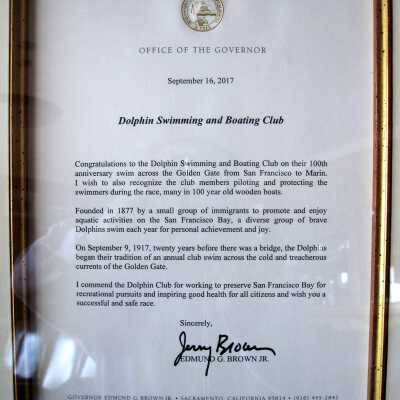 OFFICE OF THE GOVERNOR
September 16, 2017
Dolphin Swimming and Boating Club
Congratulations to the Dolphin Swimming and Boating Club on their 100th
anniversary swim across the Golden Gate from San Francisco to Marin.
I wish to also recognize the club members piloting and protecting the
swimmers during the race, many in 100 year old wooden boats.
Founded in 1877 by a small group of immigrants to promote and enjoy
aquatic activities on the San Francisco Bay, a diverse group of brave
Dolphins swim each year for personal achievement and joy.
On September 9, 1917, twenty years before there was a bridge, the Dolphins
began their tradition of an annual club swim across the cold and treacherous
currents of the Golden Gate.
I commend the Dolphin Club for working to preserve San Francisco Bay for
recreational pursuits and inspiring good health for all citizens and wish you a
successful and safe race.
Sincerely,
Jerry Brown
EDMUND G. BROWN JR.
GOVERNOR EDMUND G. BROWN JR. • SACRAMENTO, CALIFORNIA 95814 • (916) 445-2841